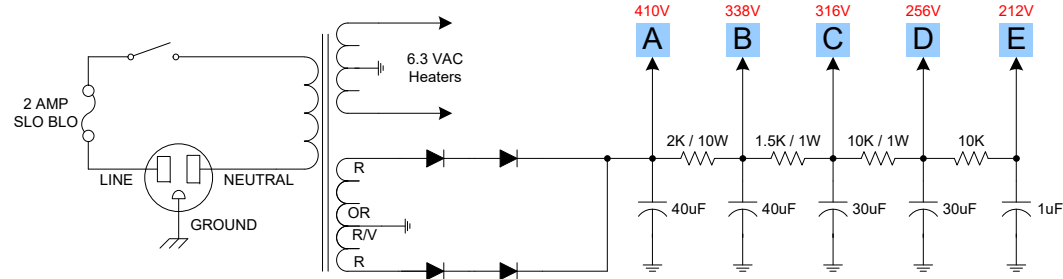 410V
338V
316V
256V
212V
A
B
C
D
E
6.3 VAC
Heaters
2 AMP
SLO BLO
2K / 10W
1.5K / 1W
10K / 1W
10K
LINE
NEUTRAL
GROUND
R
OR
R/V
R
40uF
40uF
30uF
30uF
1uF